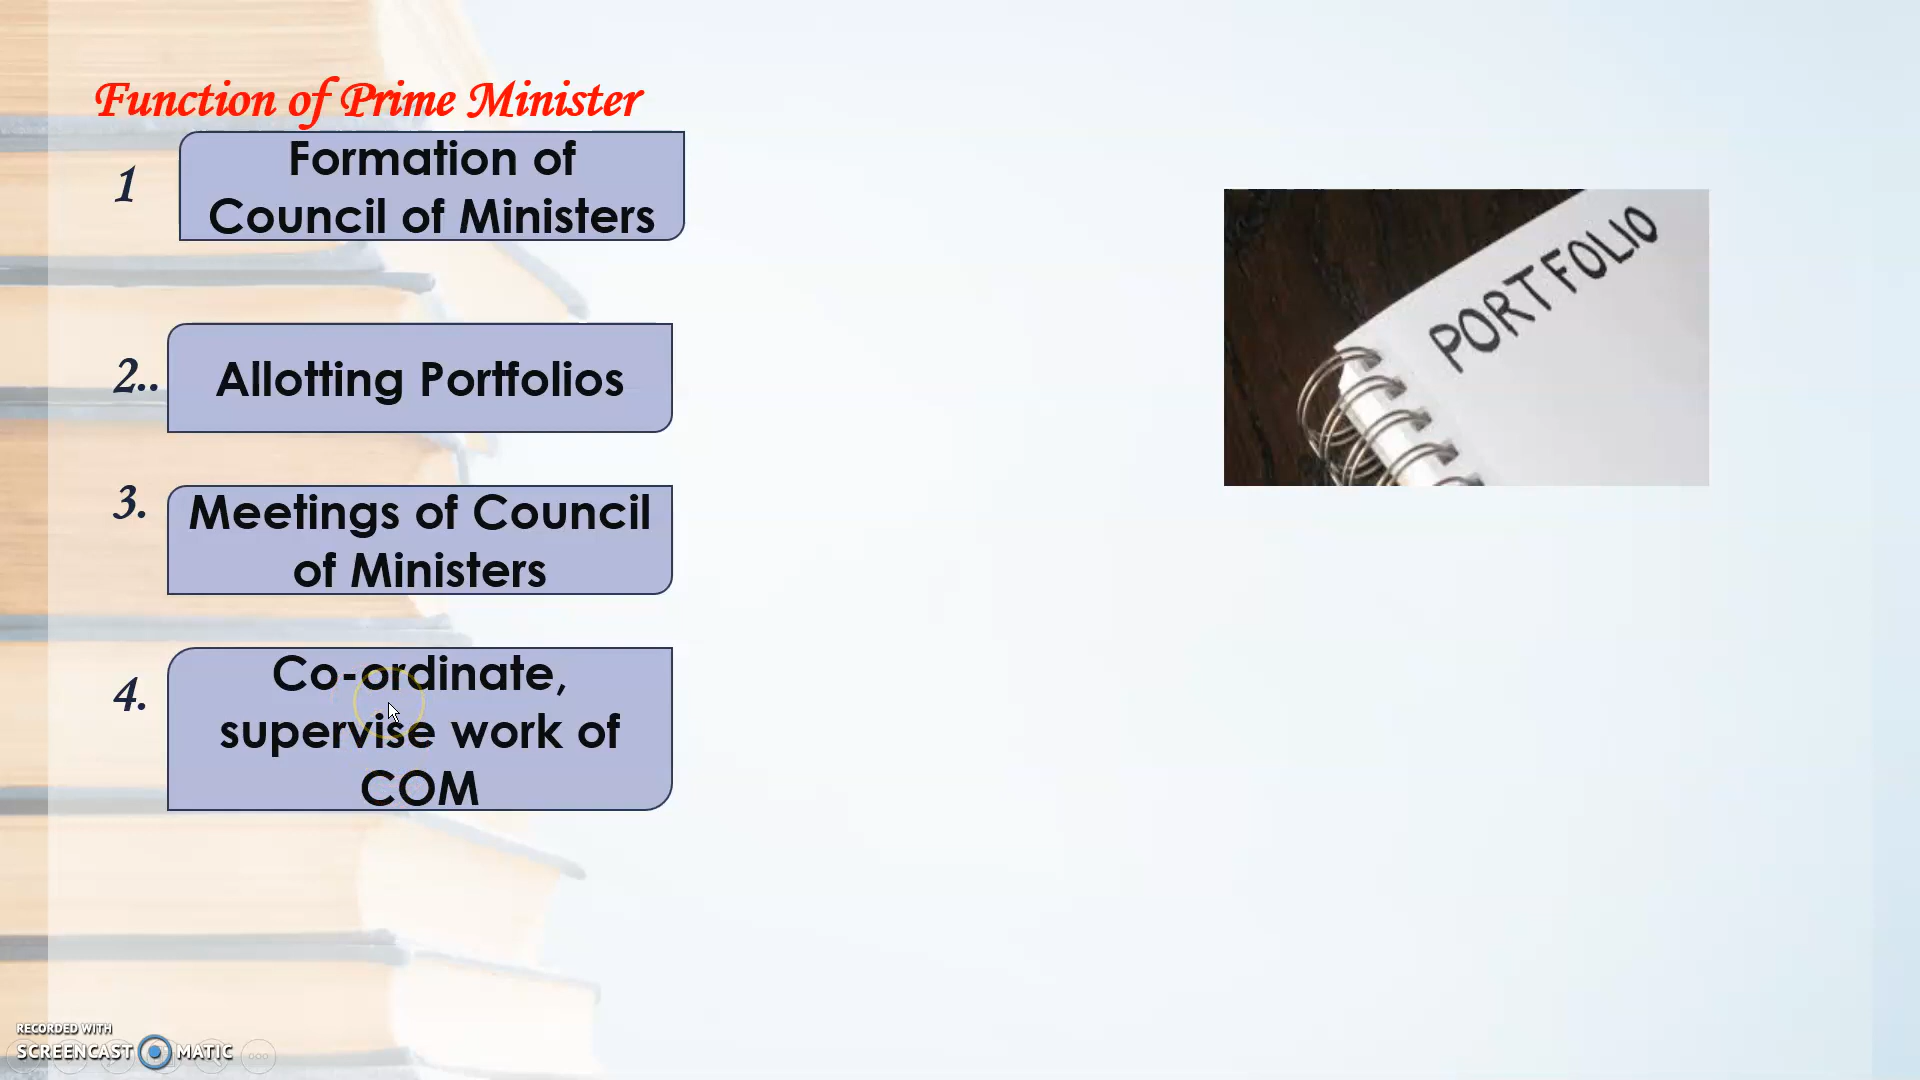 Function of Prime Minister
1
Formation of
Council of Ministers
2..
Allotting Portfolios
3.
Meetings of Council
of Ministers
4.
Co-ordinate,
supervise work of
COM
PORTFOLIO
RECORDED WITH
SCREENCAST MATIC